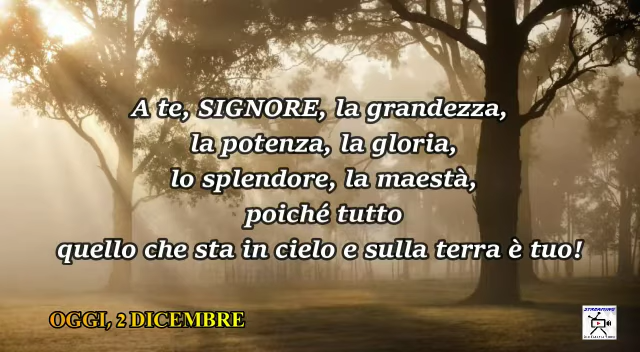 A te, SIGNORE, la grandezza,
la potenza, la gloria,
lo splendore, la maestà,
poiché tutto
quello che sta in cielo e sulla terra è tuo!
OGGI, 2 DICEMBRE
STREAMING